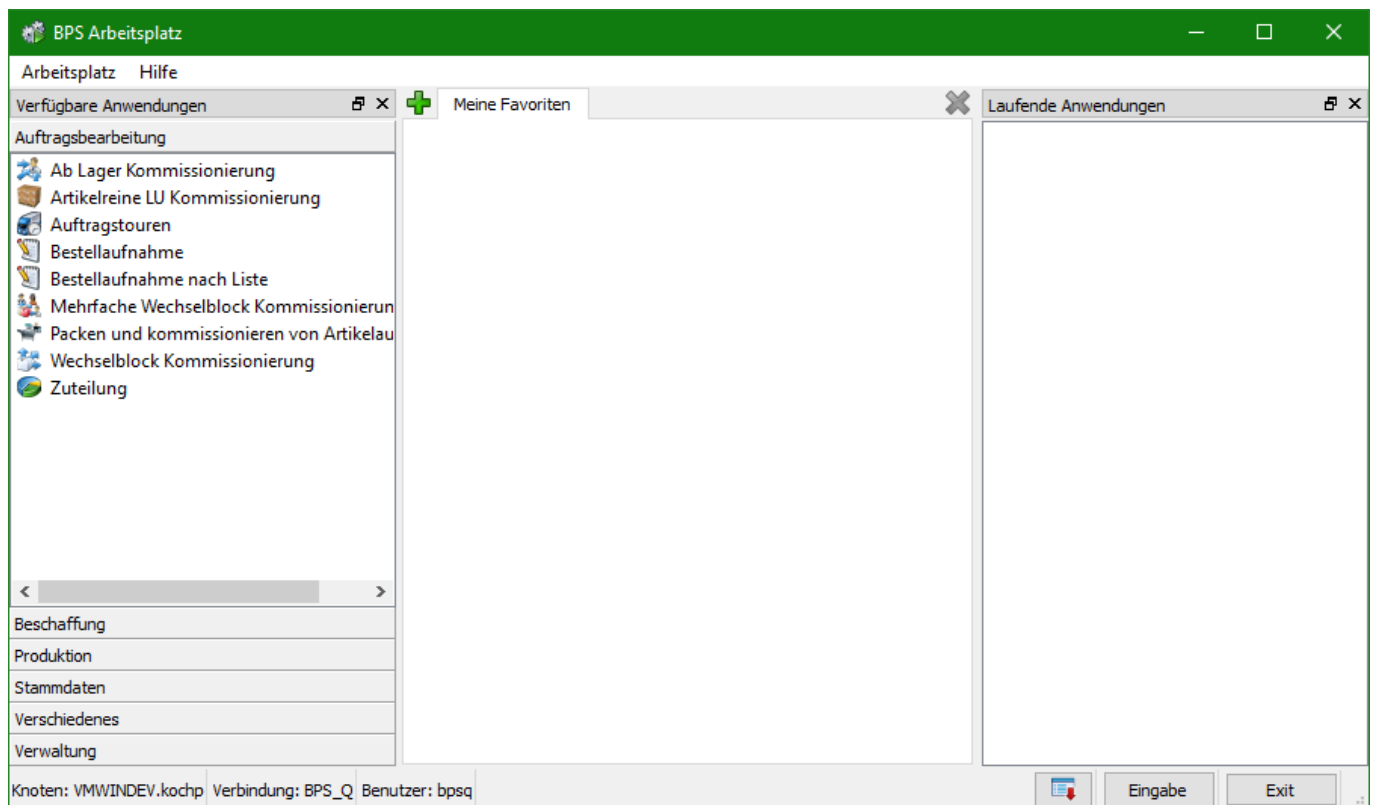 BPS Arbeitsplatz
Arbeitsplatz Hilfe
Verfügbare Anwendungen
Auftragsbearbeitung
Ab Lager Kommissionierung
Artikelreine LU Kommissionierung
Auftragstouren
Bestellaufnahme
Bestellaufnahme nach Liste
Mehrfache Wechselblock Kommissionierun
Packen und kommissionieren von Artikelau
Wechselblock Kommissionierung
Zuteilung
Beschaffung
Produktion
Stammdaten
Verschiedenes
Verwaltung
Meine Favoriten
Laufende Anwendungen
Knoten: VMWINDEV.kochp Verbindung: BPS_Q Benutzer: bpsq
Eingabe Exit